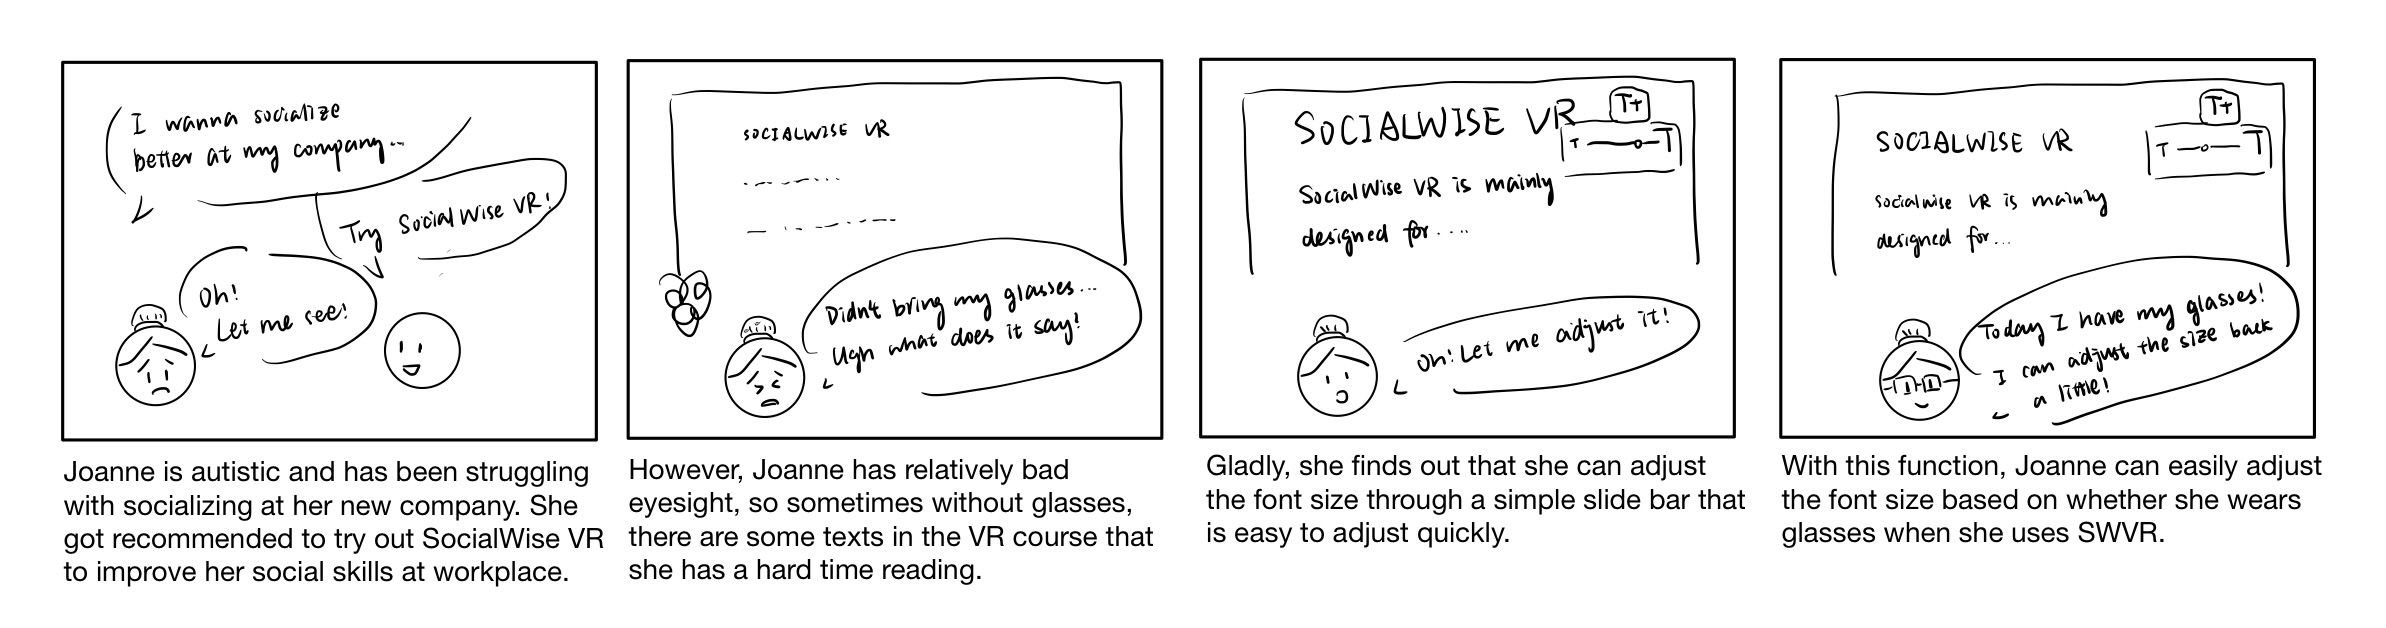 I wanna socialize
better at my company...
Try SocialWise VR!
Oh!
Let me see!
Joanne is autistic and has been struggling
with socializing at her new company. She
got recommended to try out SocialWise VR
to improve her social skills at workplace.
SOCIALWISE VR
Didn't bring my glasses...
Ugh what does it say!
However, Joanne has relatively bad
eyesight, so sometimes without glasses,
there are some texts in the VR course that
she has a hard time reading.
T+
SOCIALWISE VR
T T
SocialWise VR is mainly
designed for....
Oh! Let me adjust it!
Gladly, she finds out that she can adjust
the font size through a simple slide bar that
is easy to adjust quickly.
T+
SOCIALWISE VR
T T
Socialwise VR is mainly
designed for...
Today I have my glasses!
I can adjust the size back
a little!
With this function, Joanne can easily adjust
the font size based on whether she wears
glasses when she uses SWVR.